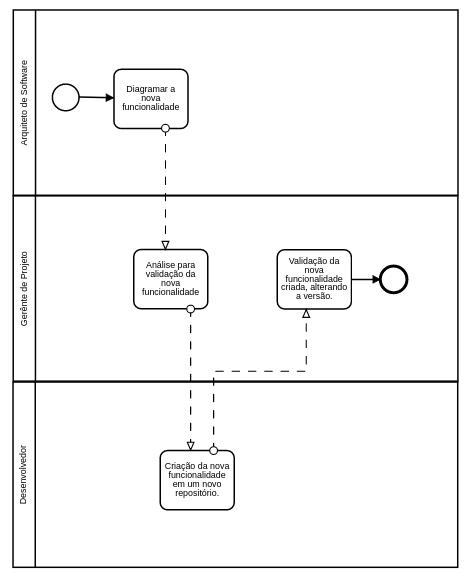 Arquiteto de Software
Diagramar a
nova
funcionalidade
Gerênte de Projeto
Análise para
validação da
nova
funcionalidade
Validação da
nova
funcionalidade
criada, alterando
a versão.
Desenvolvedor
Criação da nova
funcionalidade
em um novo
repositório.